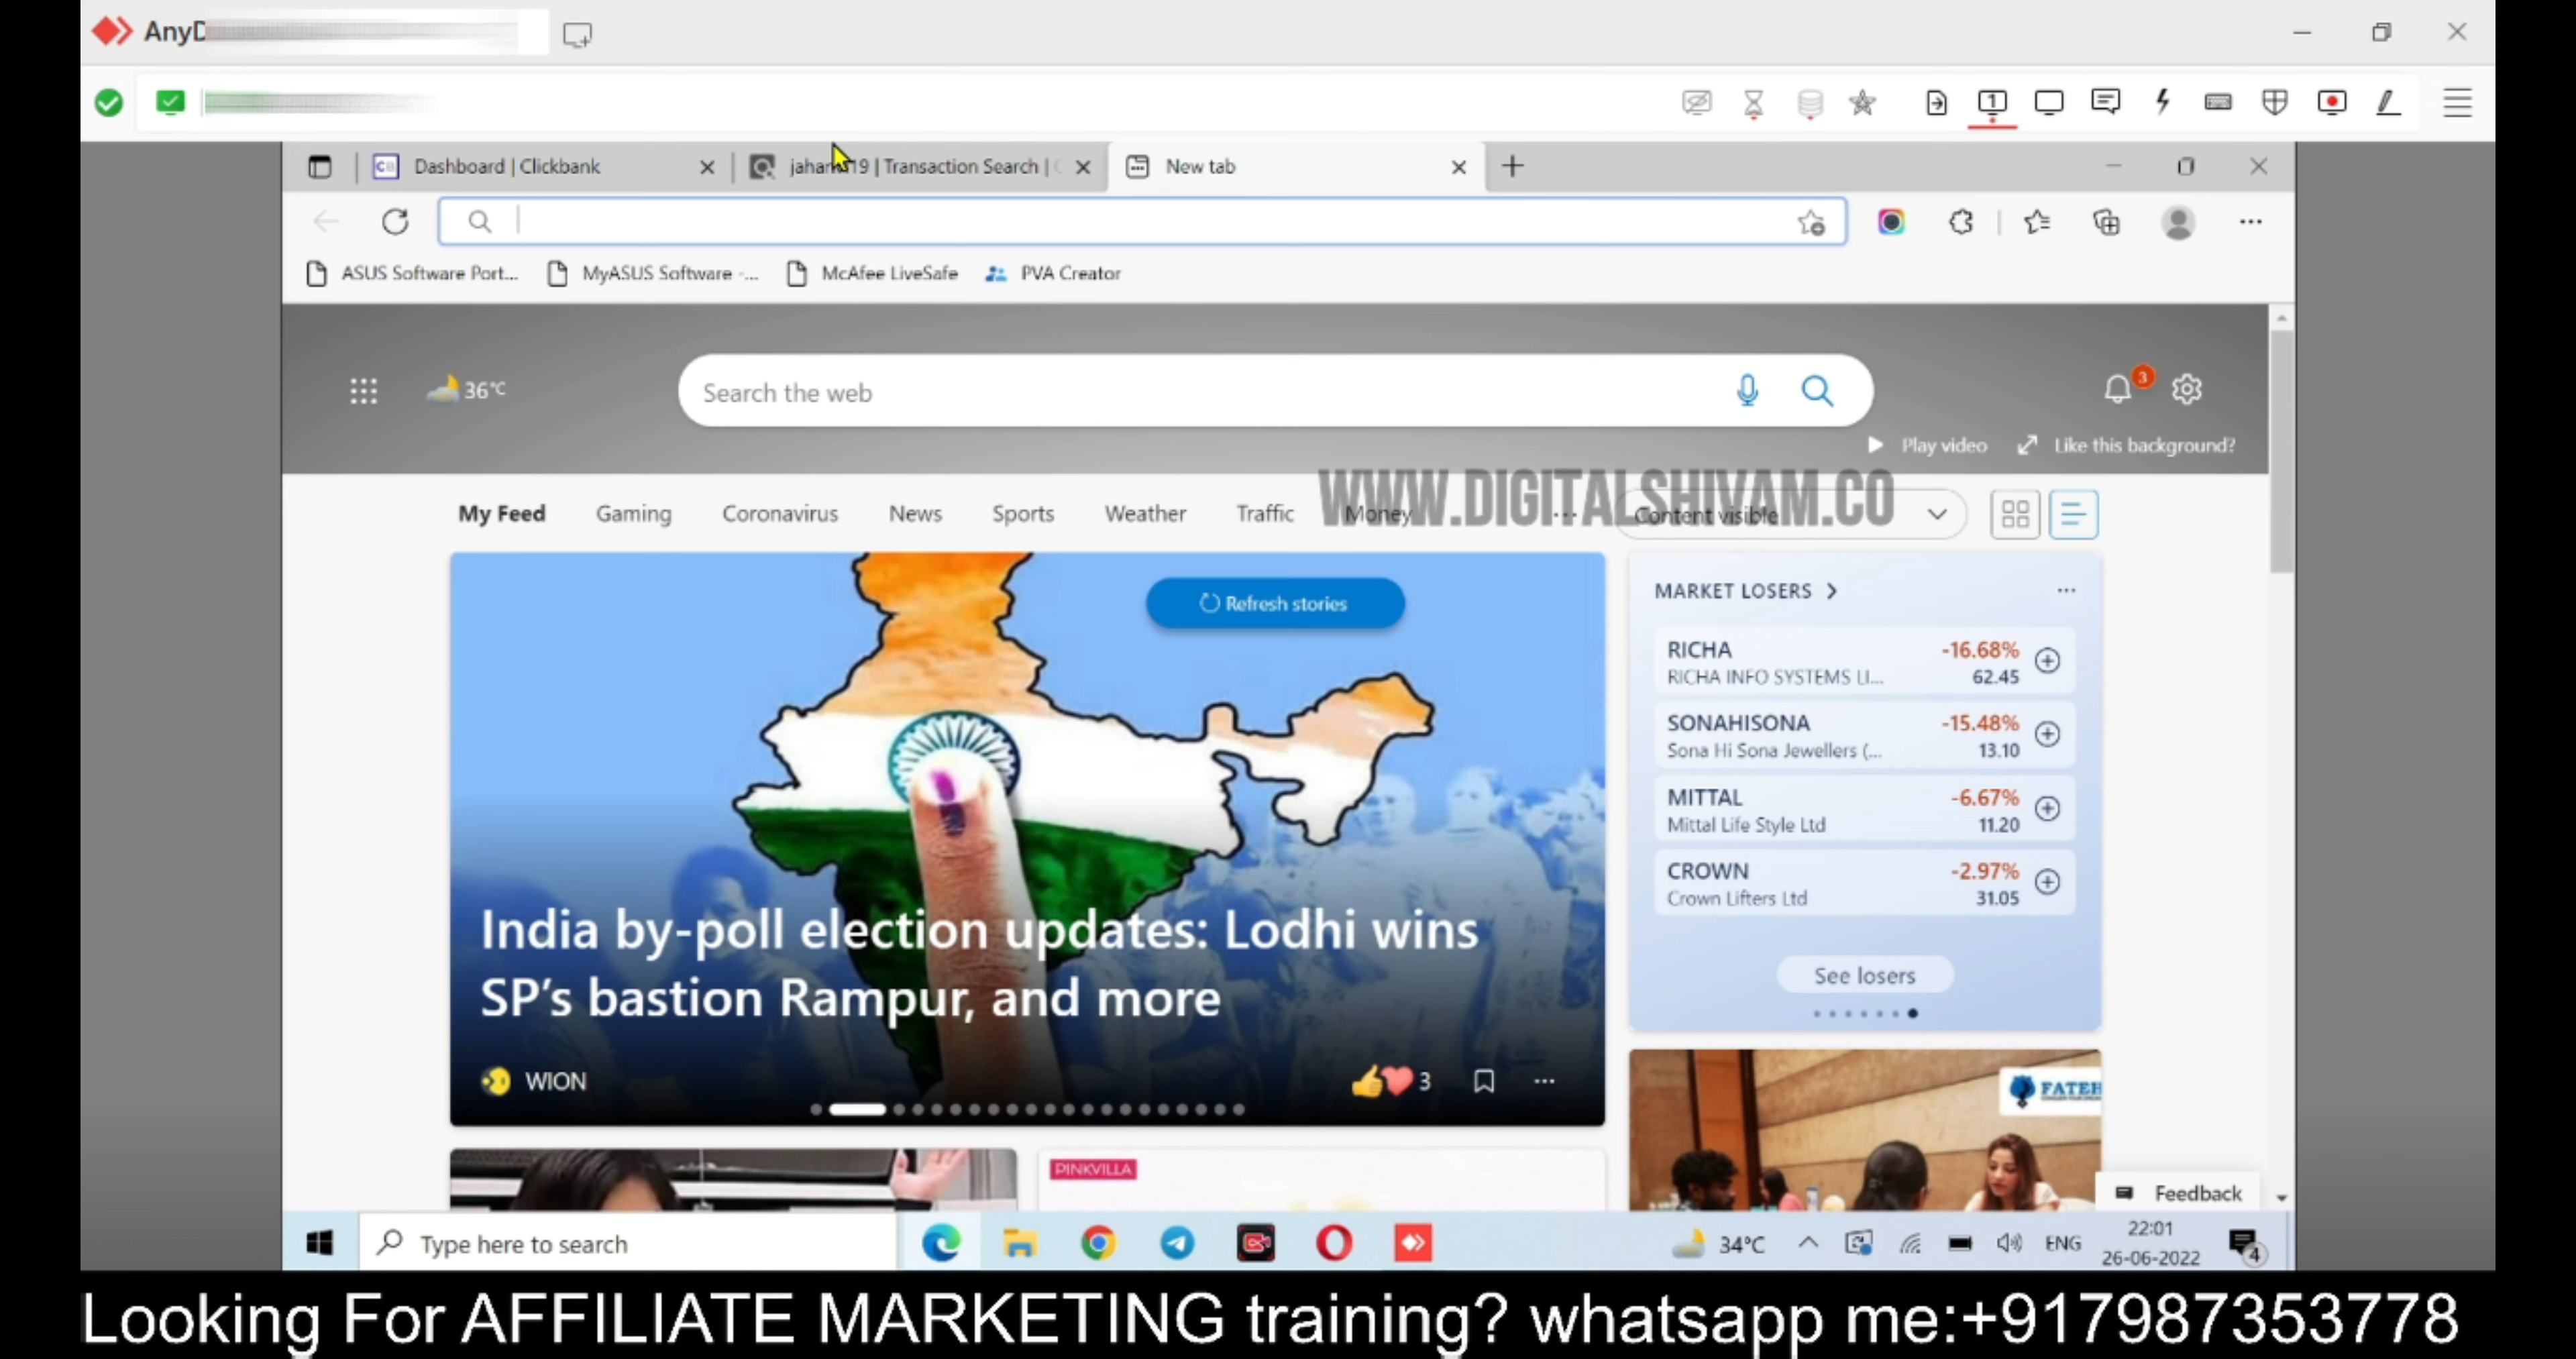 AnyD
Dashboard | Clickbank
19 | Transaction Search |
New tab
ASUS Software Port...
MyASUS Software -...
McAfee LiveSafe
PVA Creator
36°C
Search the web
3
Play video
Like this background?
WWW.DIGITALSHIVAM.CO
My Feed
Gaming
Coronavirus
News
Sports
Weather
Traffic
Money
...
Content visible
Refresh stories
India by-poll election updates: Lodhi wins
SP's bastion Rampur, and more
WION
3
MARKET LOSERS
RICHA
-16.68%
RICHA INFO SYSTEMS LI...
62.45
SONAHISONA
-15.48%
Sona Hi Sona Jewellers (...
13.10
MITTAL
-6.67%
Mittal Life Style Ltd
11.20
CROWN
-2.97%
Crown Lifters Ltd
31.05
See losers
PINKVILLA
FATEH
Feedback
Type here to search
34°C
ENG
22:01
26-06-2022
4
Looking For AFFILIATE MARKETING training? whatsapp me:+917987353778